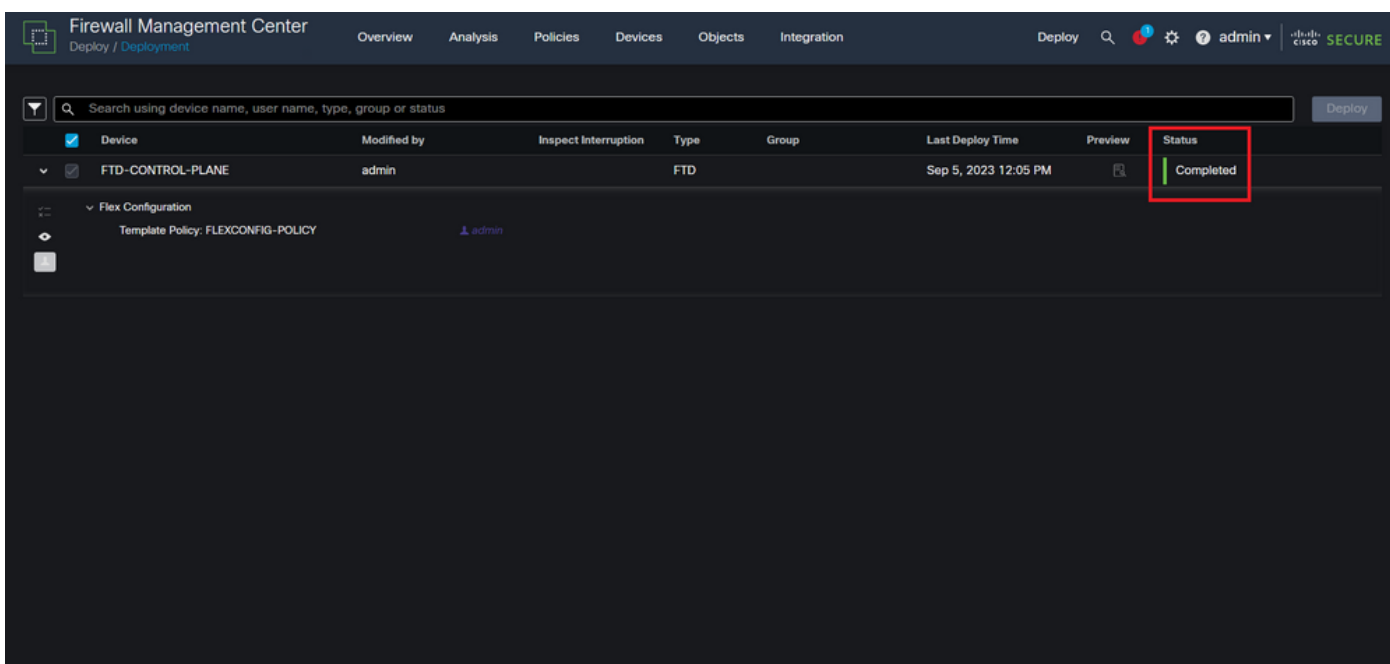 Firewall Management Center
Deploy / Deployment
Overview Analysis Policies Devices Objects Integration Deploy 1 ? admin cisco SECURE
Search using device name, user name, type, group or status Deploy
Device Modified by Inspect Interruption Type Group Last Deploy Time Preview Status
FTD-CONTROL-PLANE admin FTD Sep 5, 2023 12:05 PM Completed
Flex Configuration
Template Policy: FLEXCONFIG-POLICY admin